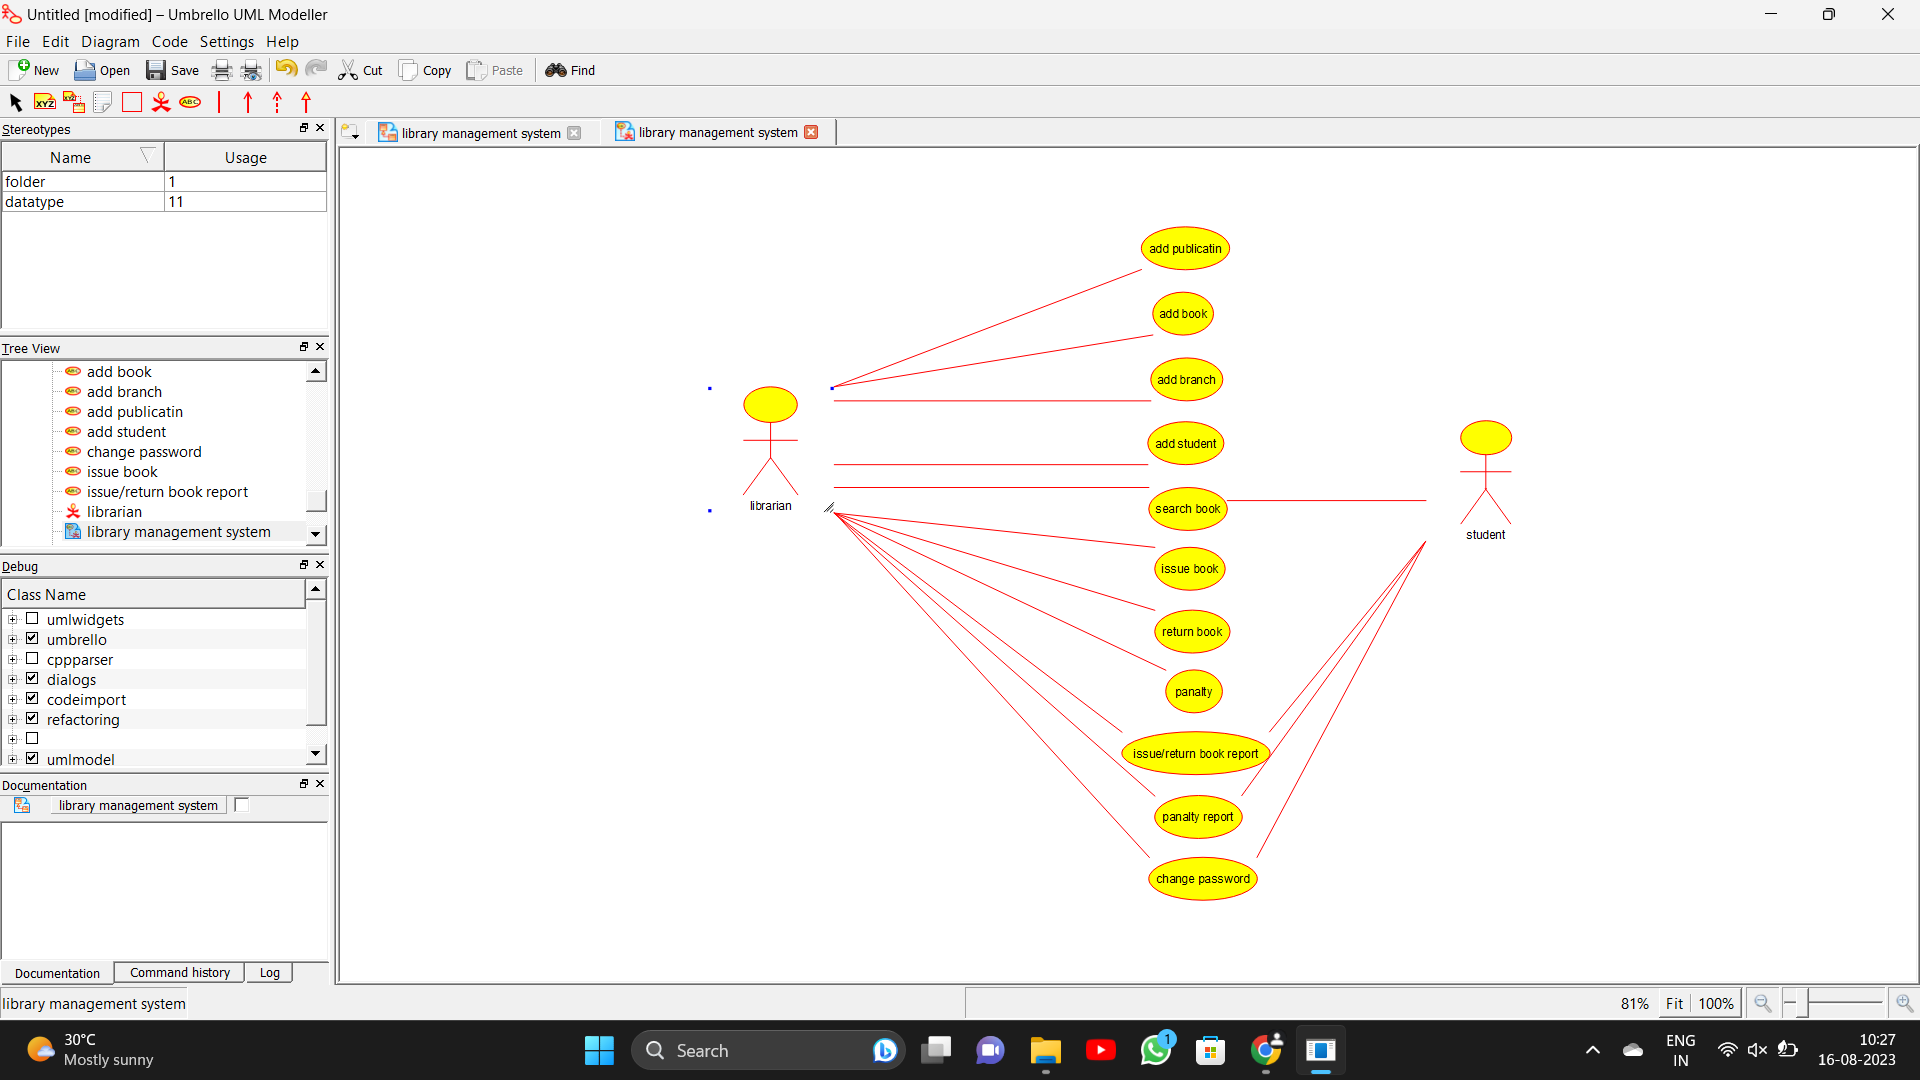 Untitled [modified] – Umbrello UML Modeller
File Edit Diagram Code Settings Help
New Open Save Cut Copy Paste Find
XYZ XYZ ABC
Stereotypes
Name Usage
folder 1
datatype 11
Tree View
add book
add branch
add publicatin
add student
change password
issue book
issue/return book report
librarian
library management system
Debug
Class Name
umlwidgets
umbrello
cppparser
dialogs
codeimport
refactoring
umlmodel
Documentation
library management system
Documentation Command history Log
library management system library management system
add publicatin
add book
add branch
add student
search book
issue book
return book
panalty
issue/return book report
panalty report
change password
librarian
student
library management system
81% Fit 100%
30°C
Mostly sunny
Search
1
ENG
IN
10:27
16-08-2023